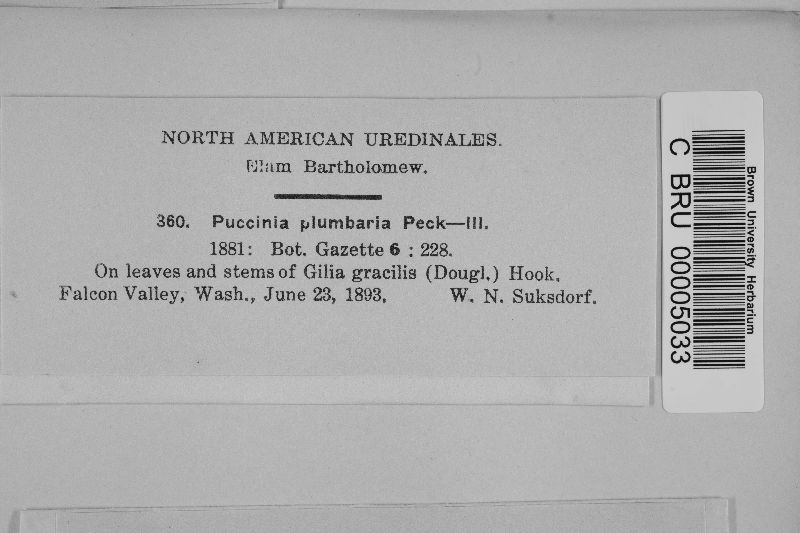 NORTH AMERICAN UREDINALES.
Elam Bartholomew.
360. Puccinia plumbaria Peck—III.
1881: Bot. Gazette 6 : 228.
On leaves and stems of Gilia gracilis (Dougl.) Hook.
Falcon Valley, Wash., June 23, 1893. W. N. Suksdorf.
C BRU 00005033
Brown University Herbarium